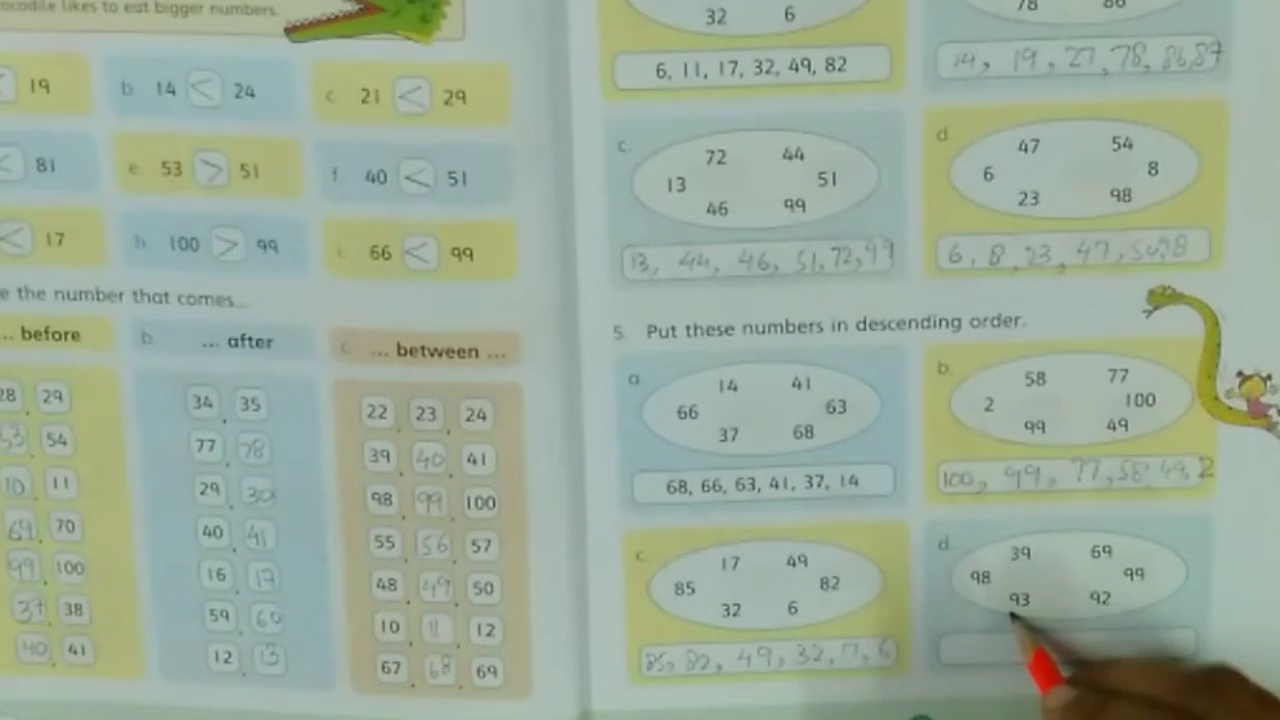 ocodile likes to eat bigger numbers.
< 19
b. 14 < 24
c. 21 < 29
< 81
e. 53 > 51
f. 40 < 51
< 17
h. 100 > 99
i. 66 < 99
e the number that comes...
... before
28, 29
53, 54
10, 11
69, 70
99, 100
37, 38
40, 41
b. ... after
34, 35
77, 78
29, 30
40, 41
16, 17
59, 60
12, 13
c. ... between ...
22, 23, 24
39, 40, 41
98, 99, 100
55, 56, 57
48, 49, 50
10, 11, 12
67, 68, 69
32 6
6, 11, 17, 32, 49, 82
78 86
14, 19, 27, 78, 86, 87
c. 72 44
13 51
46 99
13, 44, 46, 51, 72, 99
d. 47 54
6 8
23 98
6, 8, 23, 47, 54, 98
5. Put these numbers in descending order.
a. 14 41
66 63
37 68
68, 66, 63, 41, 37, 14
b. 58 77
2 100
99 49
100, 99, 77, 58, 49, 2
c. 17 49
85 82
32 6
85, 82, 49, 32, 17, 6
d. 39 69
98 99
93 92